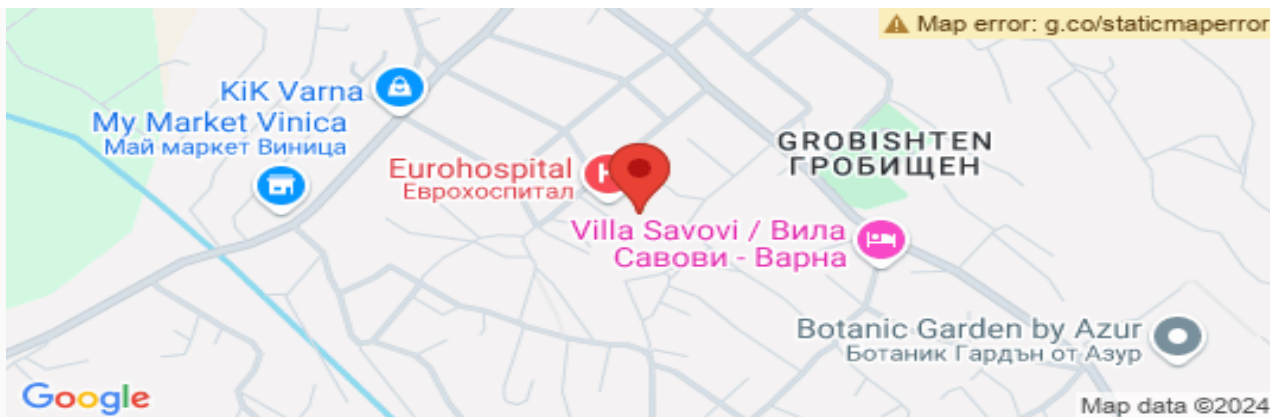 Map error: g.co/staticmaperror
KiK Varna
My Market Vinica
Май маркет Виница
GROBISHTEN
ГРОБИЩЕН
Eurohospital
Еврохоспитал
H
Villa Savovi / Вила
Савови - Варна
Botanic Garden by Azur
Ботаник Гардън от Азур
Google
Map data ©2024